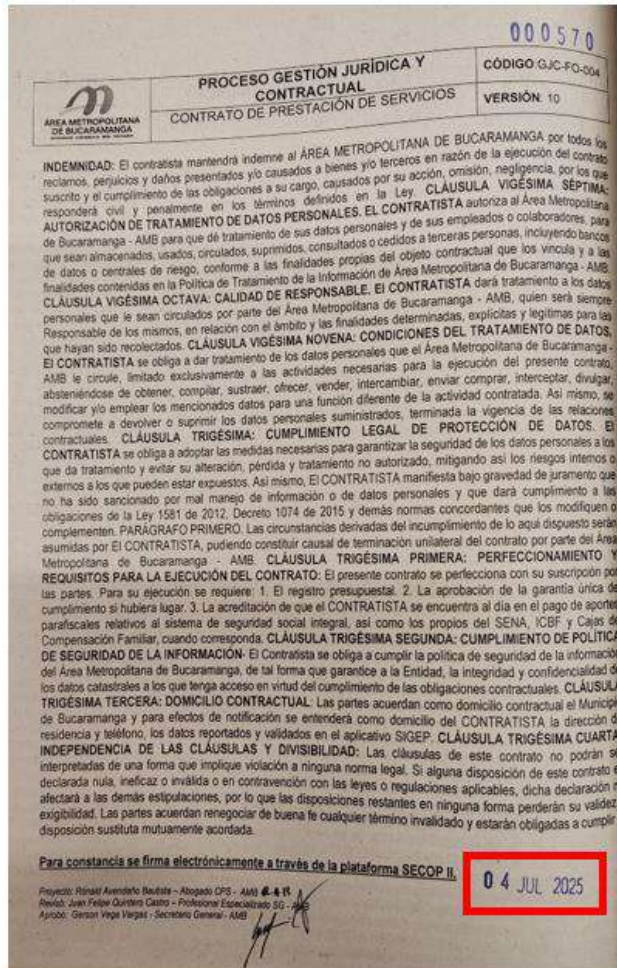 000570
AREA METROPOLITANA
DE BUCARAMANGA
PROCESO GESTIÓN JURÍDICA Y
CONTRACTUAL
CONTRATO DE PRESTACIÓN DE SERVICIOS
CÓDIGO:GJC-FO-004
VERSIÓN: 10
INDEMNIDAD: El contratista mantendrá indemne al ÁREA METROPOLITANA DE BUCARAMANGA por todos los
reclamos, perjuicios y daños presentados y/o causados a bienes y/o terceros en razón de la ejecución del contrato
suscrito y el cumplimiento de las obligaciones a su cargo, causados por su acción, omisión, negligencia, por los que
responderá civil y penalmente en los términos definidos en la Ley. CLÁUSULA VIGÉSIMA SÉPTIMA:
AUTORIZACIÓN DE TRATAMIENTO DE DATOS PERSONALES. EL CONTRATISTA autoriza al Área Metropolitana
de Bucaramanga - AMB para que dé tratamiento de sus datos personales y de sus empleados o colaboradores, para
que sean almacenados, usados, circulados, suprimidos, consultados o cedidos a terceras personas, incluyendo bancos
de datos o centrales de riesgo, conforme a las finalidades propias del objeto contractual que los vincula y a las
finalidades contenidas en la Política de Tratamiento de la Información de Área Metropolitana de Bucaramanga - AMB.
CLÁUSULA VIGÉSIMA OCTAVA: CALIDAD DE RESPONSABLE. El CONTRATISTA dará tratamiento a los datos
personales que le sean circulados por parte del Área Metropolitana de Bucaramanga - AMB, quien será siempre
Responsable de los mismos, en relación con el ámbito y las finalidades determinadas, explícitas y legítimas para las
que hayan sido recolectados. CLÁUSULA VIGÉSIMA NOVENA: CONDICIONES DEL TRATAMIENTO DE DATOS.
El CONTRATISTA se obliga a dar tratamiento de los datos personales que el Área Metropolitana de Bucaramanga -
AMB le circule, limitado exclusivamente a las actividades necesarias para la ejecución del presente contrato,
absteniéndose de obtener, compilar, sustraer, ofrecer, vender, intercambiar, enviar comprar, interceptar, divulgar,
modificar y/o emplear los mencionados datos para una función diferente de la actividad contratada. Así mismo, se
compromete a devolver o suprimir los datos personales suministrados, terminada la vigencia de las relaciones
contractuales. CLÁUSULA TRIGÉSIMA: CUMPLIMIENTO LEGAL DE PROTECCIÓN DE DATOS. El
CONTRATISTA se obliga a adoptar las medidas necesarias para garantizar la seguridad de los datos personales a los
que da tratamiento y evitar su alteración, pérdida y tratamiento no autorizado, mitigando así los riesgos internos o
externos a los que pueden estar expuestos. Así mismo, El CONTRATISTA manifiesta bajo gravedad de juramento que
no ha sido sancionado por mal manejo de información o de datos personales y que dará cumplimiento a las
obligaciones de la Ley 1581 de 2012, Decreto 1074 de 2015 y demás normas concordantes que los modifiquen o
complementen. PARÁGRAFO PRIMERO. Las circunstancias derivadas del incumplimiento de lo aquí dispuesto serán
asumidas por El CONTRATISTA, pudiendo constituir causal de terminación unilateral del contrato por parte del Área
Metropolitana de Bucaramanga - AMB. CLÁUSULA TRIGÉSIMA PRIMERA: PERFECCIONAMIENTO Y
REQUISITOS PARA LA EJECUCIÓN DEL CONTRATO: El presente contrato se perfecciona con su suscripción por
las partes. Para su ejecución se requiere: 1. El registro presupuestal. 2. La aprobación de la garantía única de
cumplimiento si hubiera lugar. 3. La acreditación de que el CONTRATISTA se encuentra al día en el pago de aportes
parafiscales relativos al sistema de seguridad social integral, así como los propios del SENA, ICBF y Cajas de
Compensación Familiar, cuando corresponda. CLÁUSULA TRIGÉSIMA SEGUNDA: CUMPLIMIENTO DE POLÍTICA
DE SEGURIDAD DE LA INFORMACIÓN- El Contratista se obliga a cumplir la política de seguridad de la informació
del Área Metropolitana de Bucaramanga, de tal forma que garantice a la Entidad, la integridad y confidencialidad d
los datos catastrales a los que tenga acceso en virtud del cumplimiento de las obligaciones contractuales. CLÁUSULA
TRIGÉSIMA TERCERA: DOMICILIO CONTRACTUAL: Las partes acuerdan como domicilio contractual el Municipi
de Bucaramanga y para efectos de notificación se entenderá como domicilio del CONTRATISTA la dirección d
residencia y teléfono, los datos reportados y validados en el aplicativo SIGEP. CLÁUSULA TRIGÉSIMA CUARTA
INDEPENDENCIA DE LAS CLÁUSULAS Y DIVISIBILIDAD: Las cláusulas de este contrato no podrán se
interpretadas de una forma que implique violación a ninguna norma legal. Si alguna disposición de este contrato e
declarada nula, ineficaz o inválida o en contravención con las leyes o regulaciones aplicables, dicha declaración n
afectará a las demás estipulaciones, por lo que las disposiciones restantes en ninguna forma perderán su validez
exigibilidad. Las partes acuerdan renegociar de buena fe cualquier término invalidado y estarán obligadas a cumplir
disposición sustituta mutuamente acordada.
Para constancia se firma electrónicamente a través de la plataforma SECOP II.
04 JUL 2025
Proyectó: Ronald Avendaño Bautista – Abogado CPS - AMB
Revisó: Juan Felipe Quintero Castro – Profesional Especializado SG - AMB
Aprobó: Gerson Vega Vargas - Secretario General - AMB